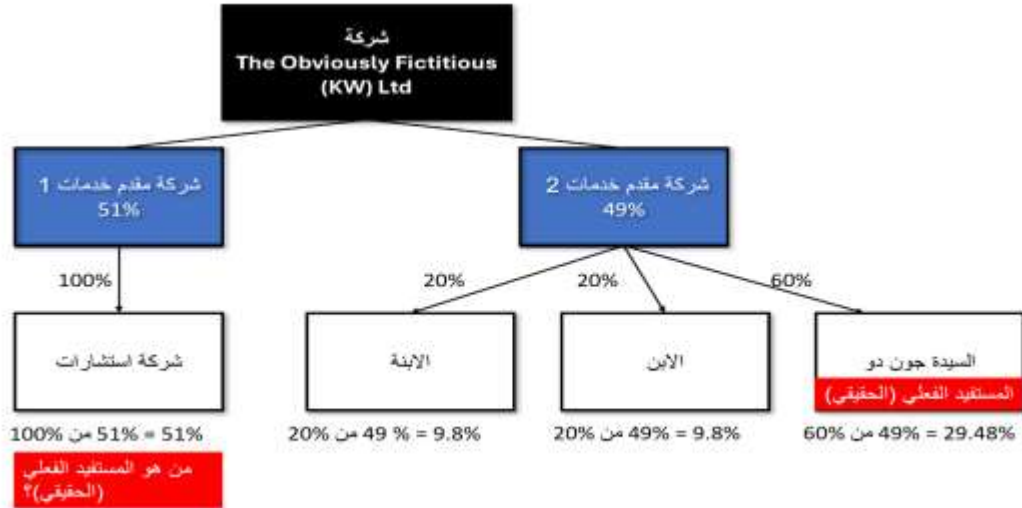 شركة
The Obviously Fictitious
(KW) Ltd
شركة مقدم خدمات 1
51%
شركة مقدم خدمات 2
49%
100%
20%
20%
60%
شركة استشارات
الابنة
الابن
السيدة جون دو
المستفيد الفعلي (الحقيقي)
100% من 51% = 51%
20% من 49 % = 9.8%
20% من 49% = 9.8%
60% من 49% = 29.48%
من هو المستفيد الفعلي
(الحقيقي)؟